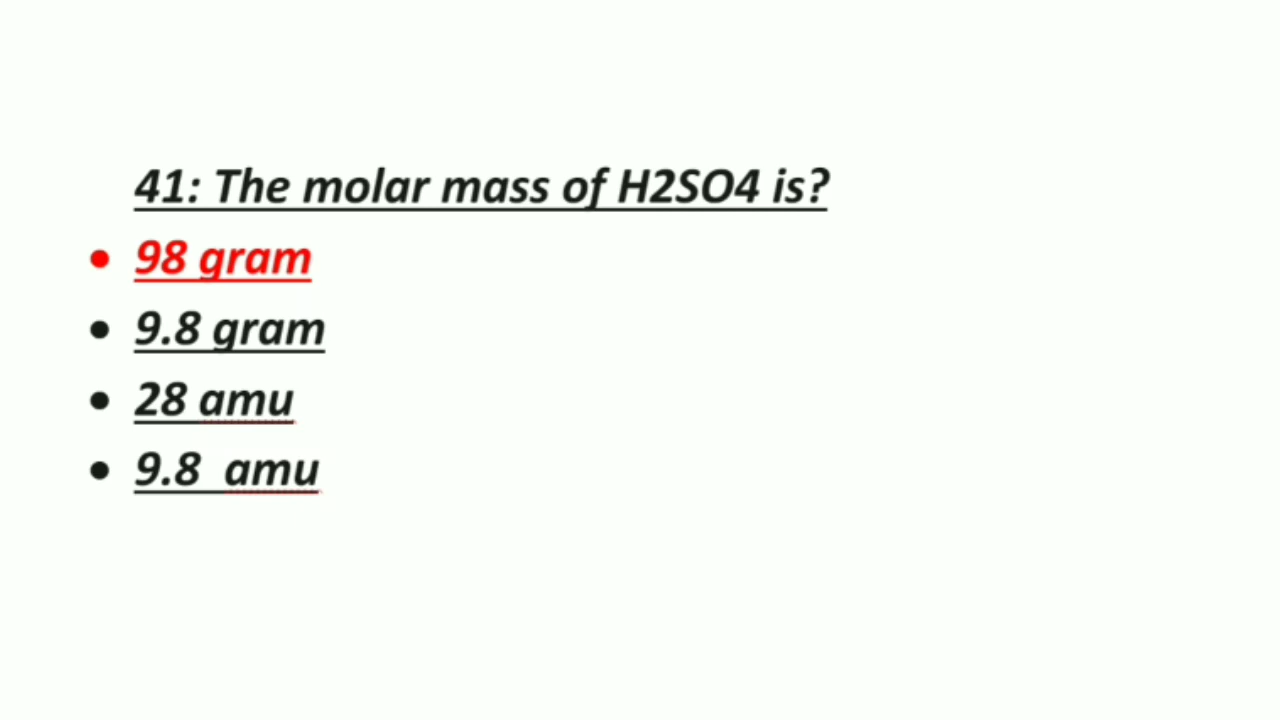 41: The molar mass of H2SO4 is?
• 98 gram
• 9.8 gram
• 28 amu
• 9.8  amu